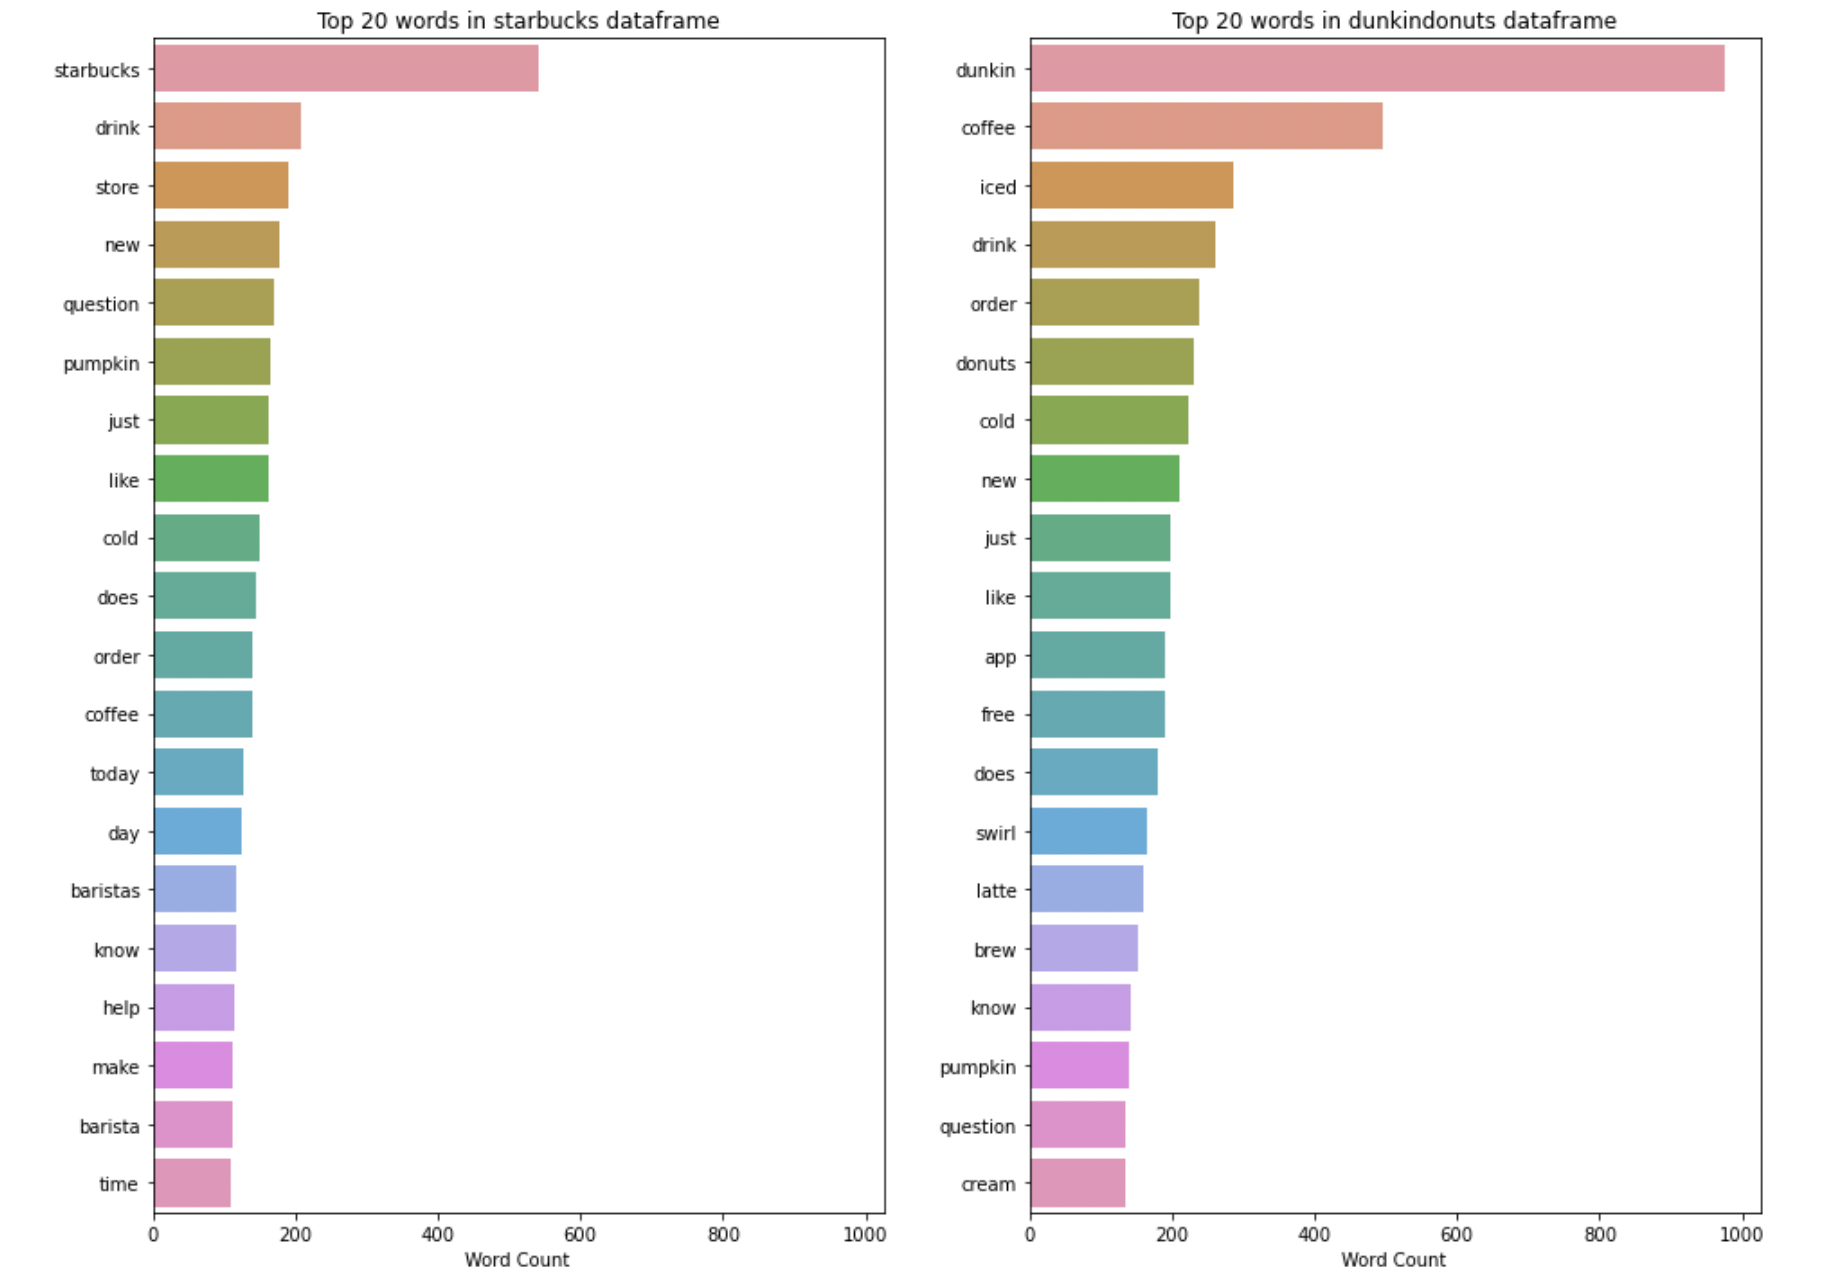 Top 20 words in starbucks dataframe
starbucks
drink
store
new
question
pumpkin
just
like
cold
does
order
coffee
today
day
baristas
know
help
make
barista
time
0 200 400 600 800 1000
Word Count
Top 20 words in dunkindonuts dataframe
dunkin
coffee
iced
drink
order
donuts
cold
new
just
like
app
free
does
swirl
latte
brew
know
pumpkin
question
cream
0 200 400 600 800 1000
Word Count